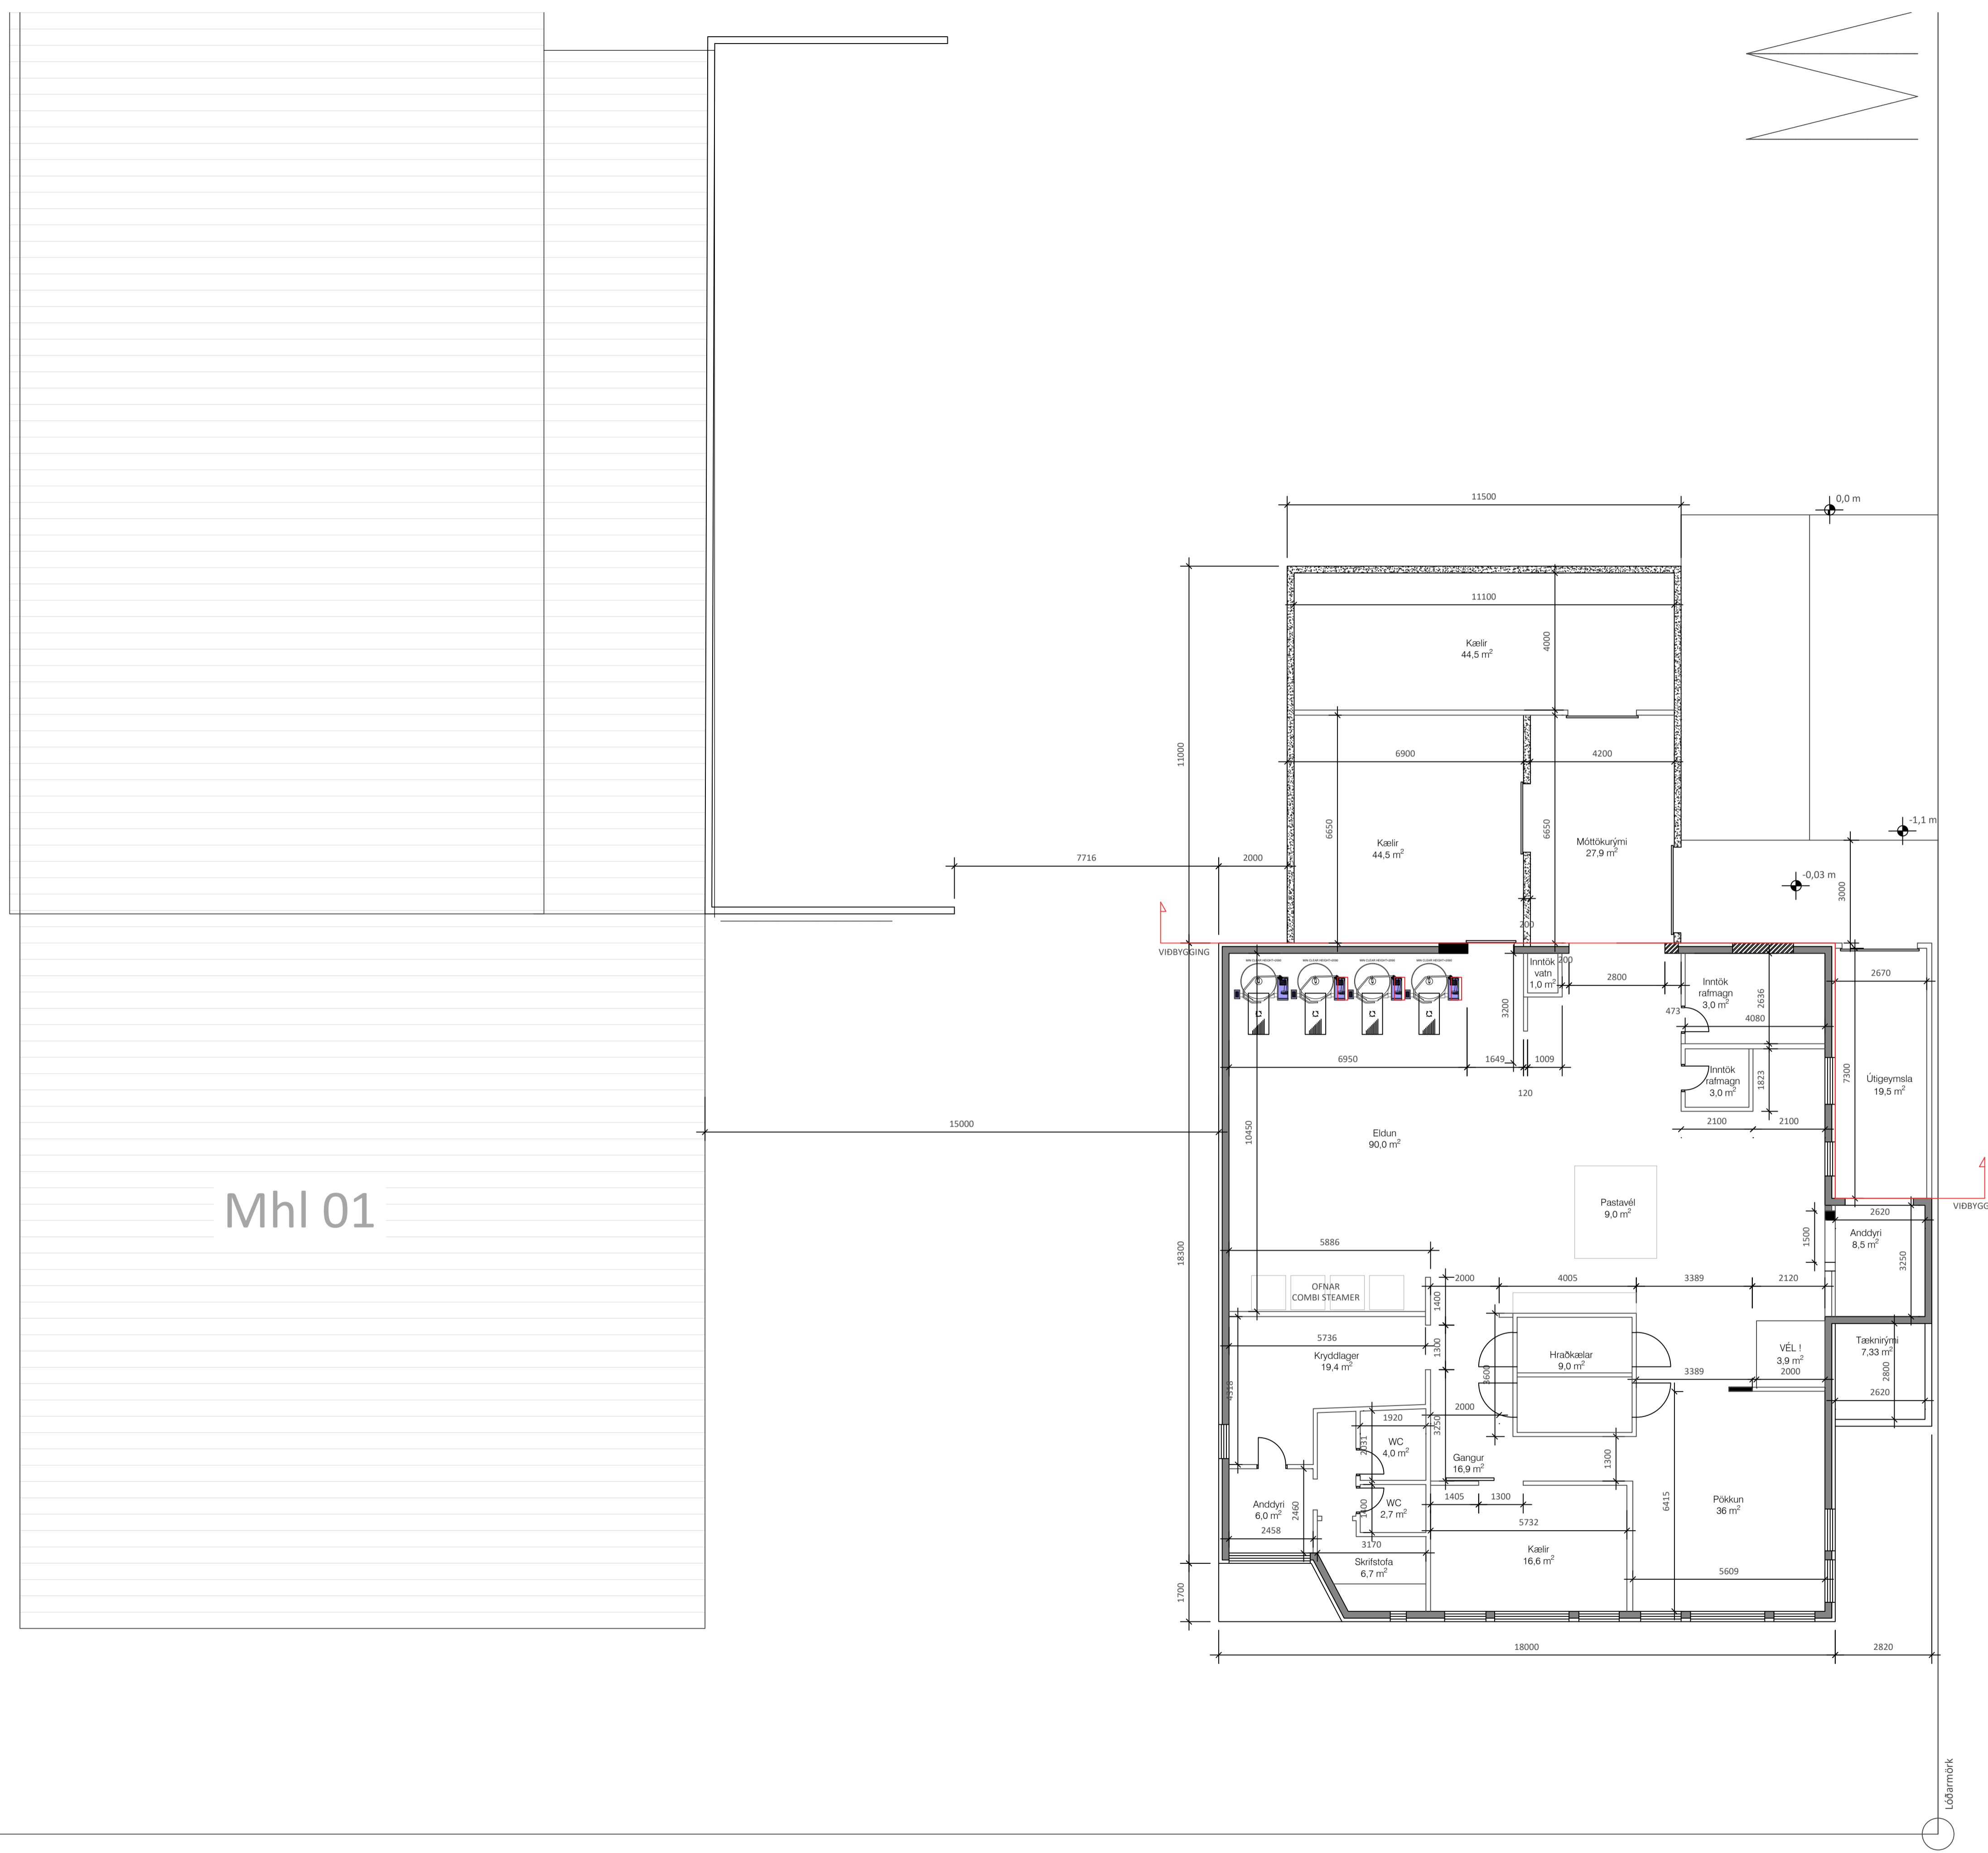 0,0 m
11500
11100
Kælir
44,5 m²
4000
11000
6900
4200
6650
6650
-1,1 m
Kælir
44,5 m²
Móttökurými
27,9 m²
7716
2000
-0,03 m
3000
200
VIÐBYGGING
Inntök
vatn
1,0 m²
200
2800
Inntök
rafmagn
3,0 m²
2636
2670
473
4080
3200
6950
1649
1009
120
Inntök
rafmagn
3,0 m²
1823
7300
Útigeymsla
19,5 m²
2100
2100
15000
10450
Eldun
90,0 m²
Mhl 01
Pastavél
9,0 m²
VIÐBYGG
2620
Anddyri
8,5 m²
1500
3250
18300
5886
2000
4005
3389
2120
OFNAR
COMBI STEAMER
1400
5736
1300
Kryddlager
19,4 m²
Hraðkælar
9,0 m²
3600
VÉL !
3,9 m²
Tæknirými
7,33 m²
2800
3389
2000
2620
4318
2000
1920
3250
2031
WC
4,0 m²
Gangur
16,9 m²
1300
1405
1300
Anddyri
6,0 m²
2460
1400
WC
2,7 m²
6415
Pökkun
36 m²
2458
5732
3170
Kælir
16,6 m²
Skrifstofa
6,7 m²
5609
1700
18000
2820
Lóðarmörk